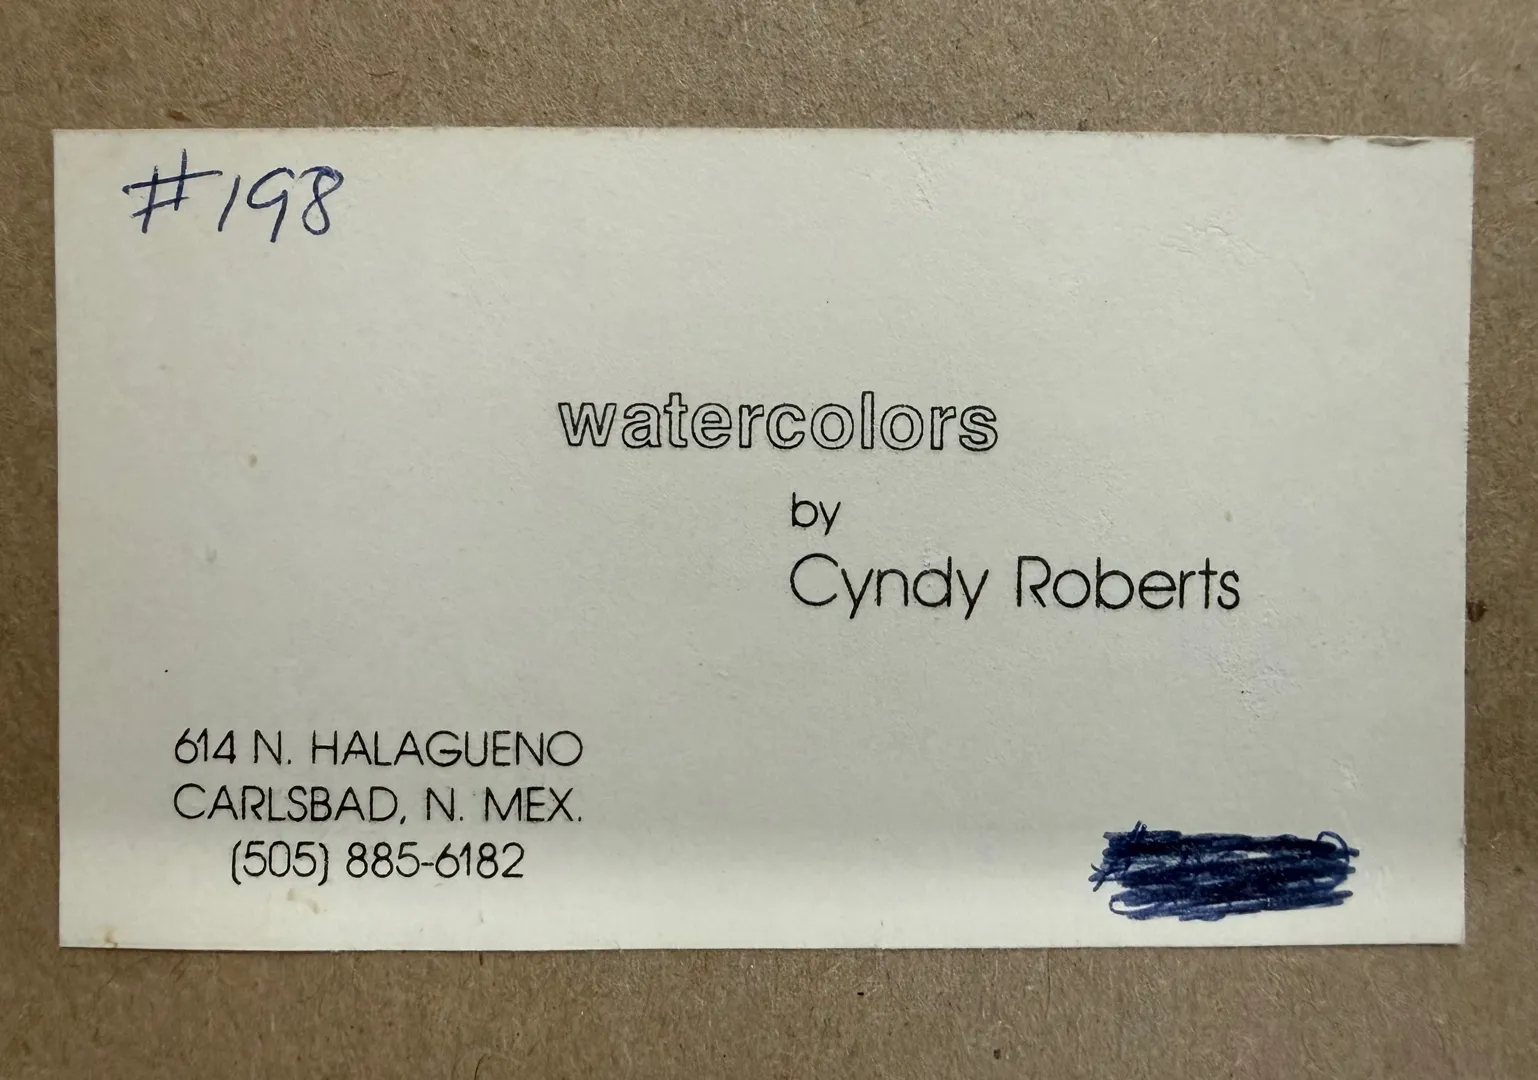 #198
watercolors
by
Cyndy Roberts
614 N. HALAGUENO
CARLSBAD, N. MEX.
(505) 885-6182